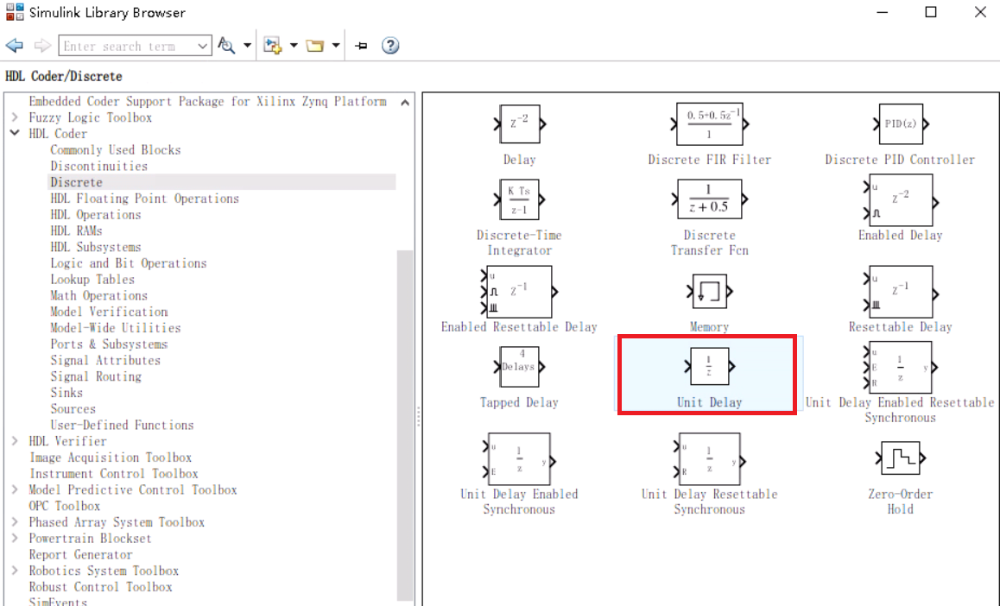 Simulink Library Browser
Enter search term
HDL Coder/Discrete
Embedded Coder Support Package for Xilinx Zynq Platform
Fuzzy Logic Toolbox
HDL Coder
Commonly Used Blocks
Discontinuities
Discrete
HDL Floating Point Operations
HDL Operations
HDL RAMs
HDL Subsystems
Logic and Bit Operations
Lookup Tables
Math Operations
Model Verification
Model-Wide Utilities
Ports & Subsystems
Signal Attributes
Signal Routing
Sinks
Sources
User-Defined Functions
HDL Verifier
Image Acquisition Toolbox
Instrument Control Toolbox
Model Predictive Control Toolbox
OPC Toolbox
Phased Array System Toolbox
Powertrain Blockset
Report Generator
Robotics System Toolbox
Robust Control Toolbox
SimEvents
z⁻²
Delay
0.5+0.5z⁻¹
1
Discrete FIR Filter
PID(z)
Discrete PID Controller
K Ts
z-1
Discrete-Time
Integrator
1
z+0.5
Discrete
Transfer Fcn
u
z⁻²
Enabled Delay
u
z⁻¹
Enabled Resettable Delay
Memory
u
z⁻¹
Resettable Delay
4
Delays
Tapped Delay
1
z
Unit Delay
u
E
R
1
z
y
Unit Delay Enabled Resettable
Synchronous
u
E
1
z
y
Unit Delay Enabled
Synchronous
u
R
1
z
y
Unit Delay Resettable
Synchronous
Zero-Order
Hold